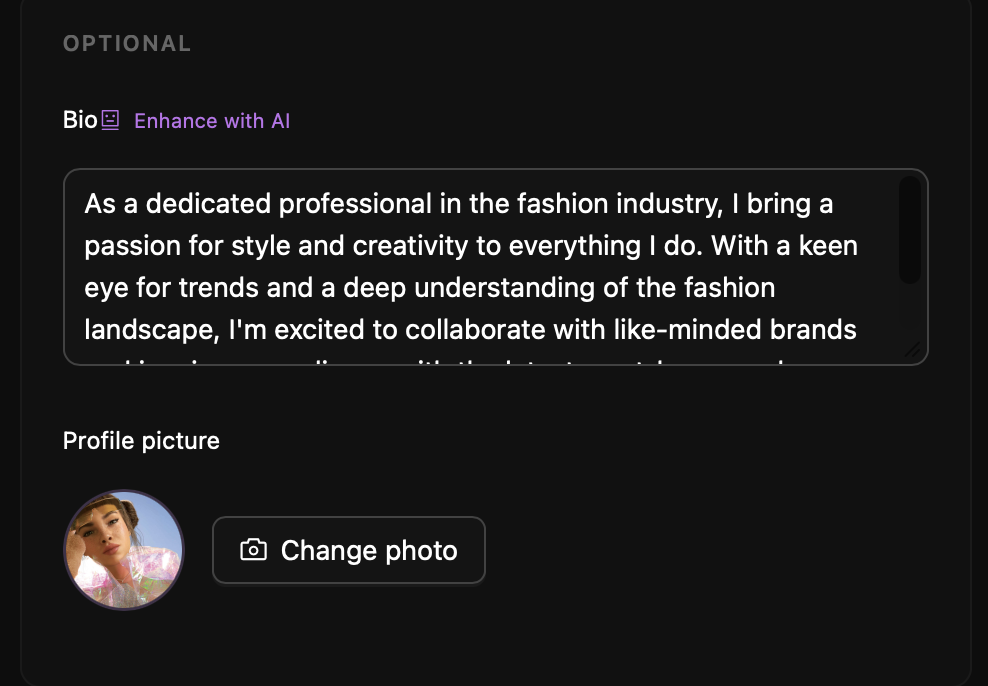 OPTIONAL
Bio Enhance with AI
As a dedicated professional in the fashion industry, I bring a
passion for style and creativity to everything I do. With a keen
eye for trends and a deep understanding of the fashion
landscape, I'm excited to collaborate with like-minded brands
Profile picture
Change photo